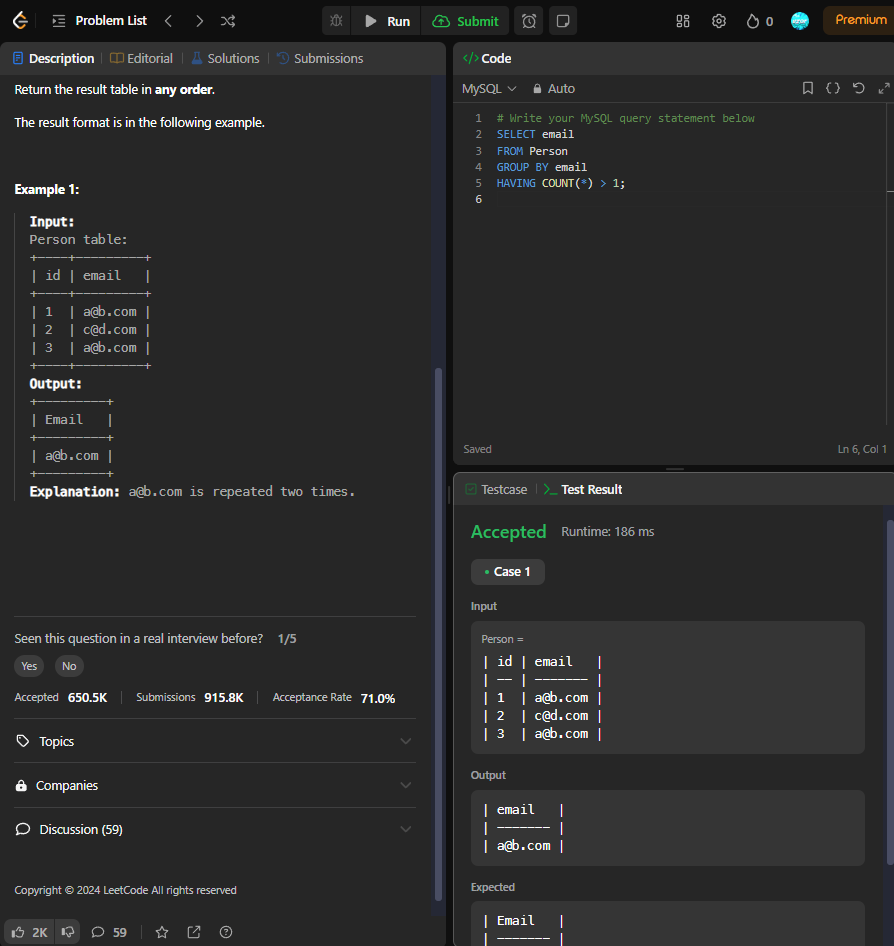 Problem List
Run
Submit
0
Premium
Description
Editorial
Solutions
Submissions
Return the result table in any order.
The result format is in the following example.
Example 1:
Input:
Person table:
+----+---------+
| id | email   |
+----+---------+
| 1  | a@b.com |
| 2  | c@d.com |
| 3  | a@b.com |
+----+---------+
Output:
+---------+
| Email   |
+---------+
| a@b.com |
+---------+
Explanation: a@b.com is repeated two times.
Seen this question in a real interview before? 1/5
Yes No
Accepted 650.5K Submissions 915.8K Acceptance Rate 71.0%
Topics
Companies
Discussion (59)
Copyright © 2024 LeetCode All rights reserved
2K 59
</> Code
MySQL Auto
1 # Write your MySQL query statement below
2 SELECT email
3 FROM Person
4 GROUP BY email
5 HAVING COUNT(*) > 1;
6
Saved Ln 6, Col 1
Testcase >_ Test Result
Accepted Runtime: 186 ms
• Case 1
Input
Person =
| id | email   |
| -- | ------- |
| 1  | a@b.com |
| 2  | c@d.com |
| 3  | a@b.com |
Output
| email   |
| ------- |
| a@b.com |
Expected
| Email   |
| ------- |